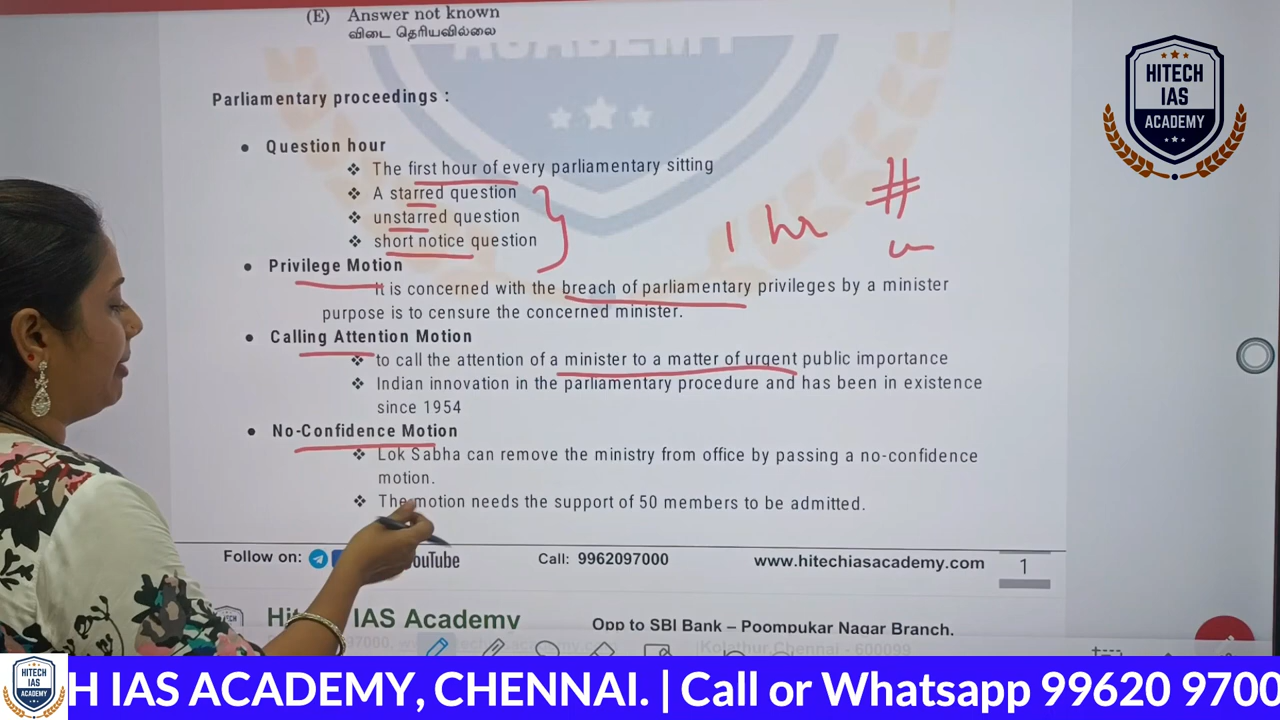 (E) Answer not known
விடை தெரியவில்லை
ACADEMY
HITECH
IAS
ACADEMY
Parliamentary proceedings :
• Question hour
❖ The first hour of every parliamentary sitting
❖ A starred question
❖ unstarred question
❖ short notice question
1 hr #
• Privilege Motion
It is concerned with the breach of parliamentary privileges by a minister
purpose is to censure the concerned minister.
• Calling Attention Motion
❖ to call the attention of a minister to a matter of urgent public importance
❖ Indian innovation in the parliamentary procedure and has been in existence
since 1954
• No-Confidence Motion
❖ Lok Sabha can remove the ministry from office by passing a no-confidence
motion.
❖ The motion needs the support of 50 members to be admitted.
Follow on: Call: 9962097000 www.hitechiasacademy.com 1
IAS Academy Opp to SBI Bank – Poompukar Nagar Branch.
Chennai - 600099
HITECH
IAS
ACADEMY
H IAS ACADEMY, CHENNAI. | Call or Whatsapp 99620 9700